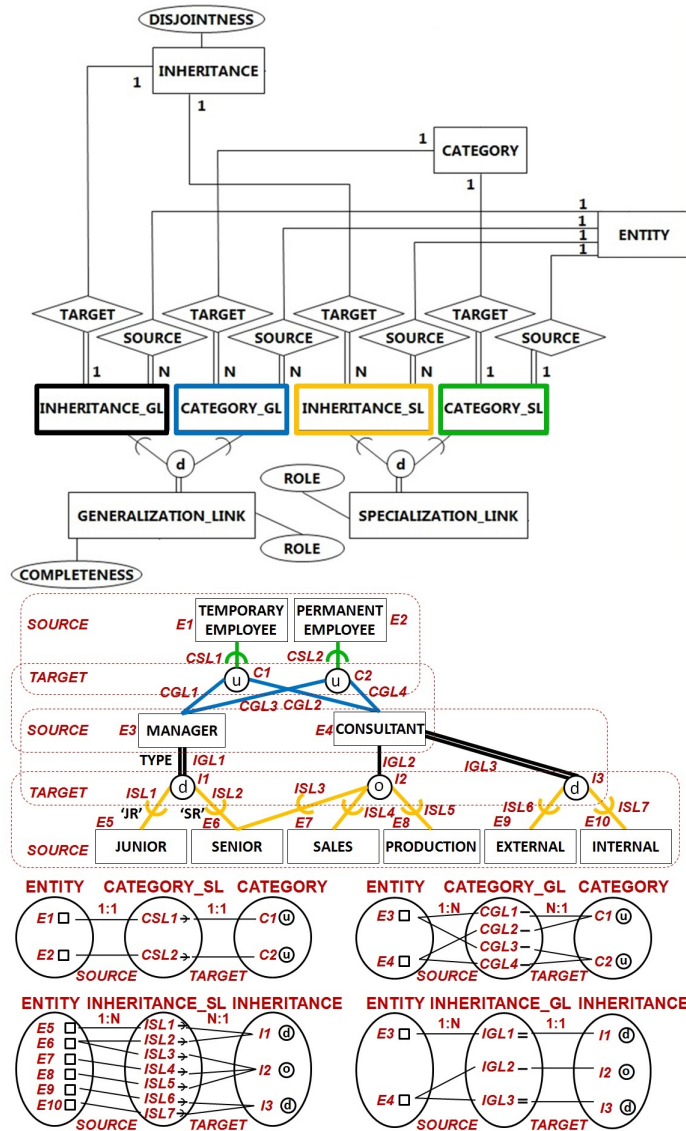 DISJOINTNESS
INHERITANCE
1
1
1
CATEGORY
1
1
1
1
1
ENTITY
TARGET
TARGET
TARGET
TARGET
SOURCE
SOURCE
SOURCE
SOURCE
1
N
N
N
N
N
1
1
INHERITANCE_GL
CATEGORY_GL
INHERITANCE_SL
CATEGORY_SL
d
d
ROLE
GENERALIZATION_LINK
SPECIALIZATION_LINK
ROLE
COMPLETENESS
SOURCE
E1
TEMPORARY
EMPLOYEE
PERMANENT
EMPLOYEE
E2
CSL1
CSL2
TARGET
u
C1
u
C2
CGL1
CGL3
CGL2
CGL4
SOURCE
E3
MANAGER
E4
CONSULTANT
TYPE
IGL1
IGL2
IGL3
TARGET
d
I1
o
I2
d
I3
ISL1
ISL2
ISL3
ISL4
ISL5
ISL6
ISL7
'JR'
'SR'
E5
E6
E7
E8
E9
E10
SOURCE
JUNIOR
SENIOR
SALES
PRODUCTION
EXTERNAL
INTERNAL
ENTITY CATEGORY_SL CATEGORY
1:1
1:1
E1
CSL1
C1
u
E2
CSL2
C2
u
SOURCE
TARGET
ENTITY CATEGORY_GL CATEGORY
1:N
N:1
E3
CGL1
C1
u
CGL2
CGL3
E4
CGL4
C2
u
SOURCE
TARGET
ENTITY INHERITANCE_SL INHERITANCE
1:N
N:1
E5
ISL1
I1
d
E6
ISL2
E7
ISL3
E8
ISL4
I2
o
E9
ISL5
E10
ISL6
I3
d
ISL7
SOURCE
TARGET
ENTITY INHERITANCE_GL INHERITANCE
1:N
1:1
E3
IGL1
I1
d
IGL2
I2
o
E4
IGL3
I3
d
SOURCE
TARGET